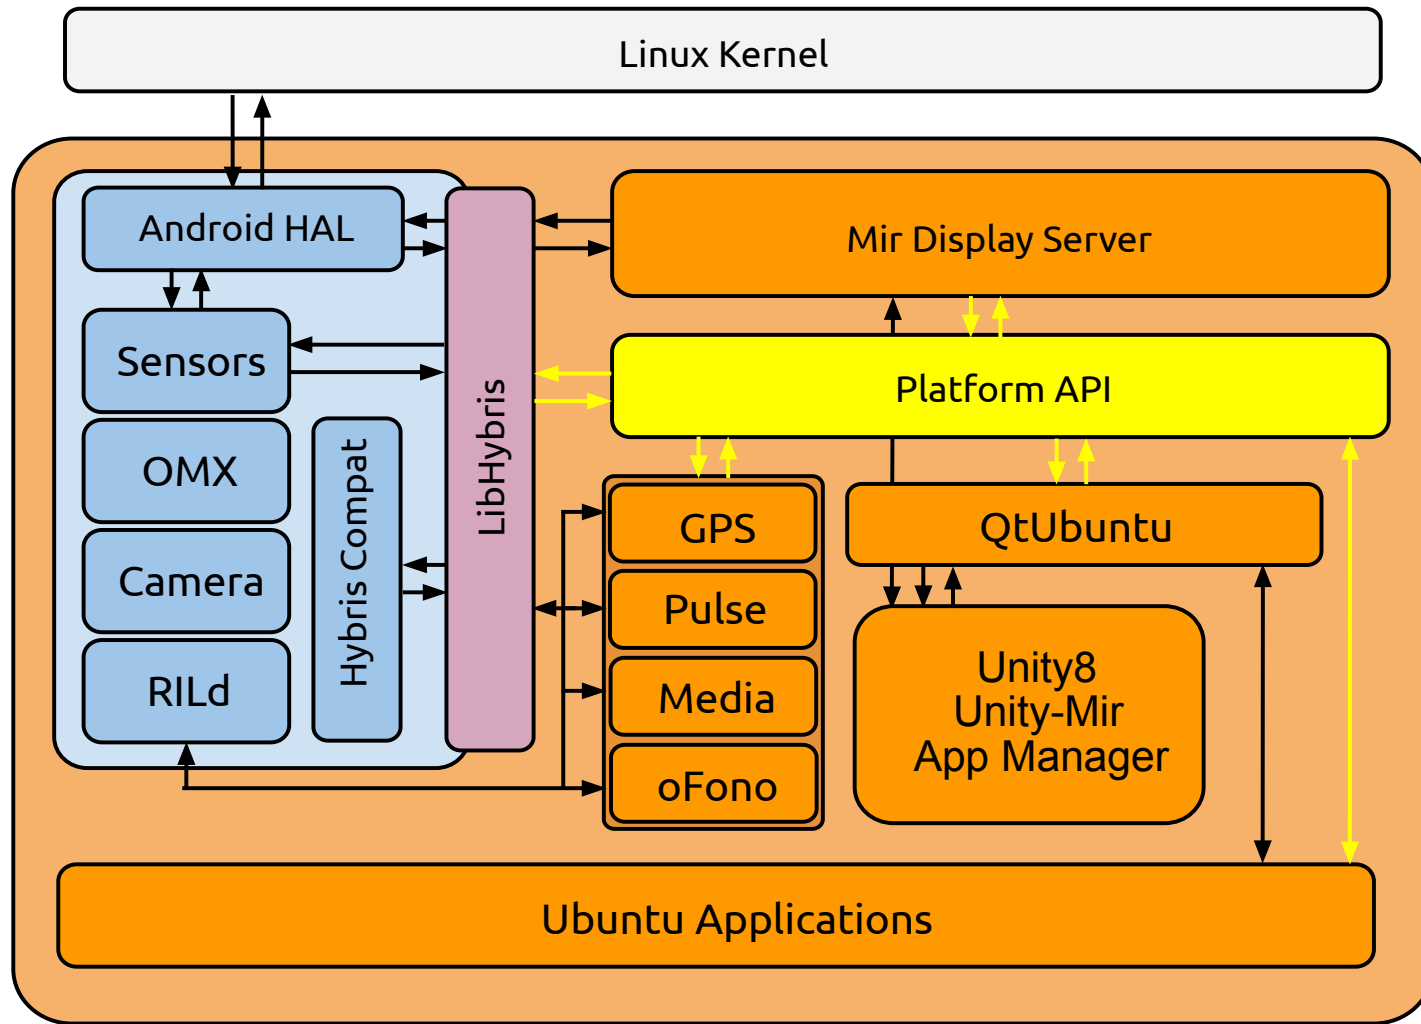 Linux Kernel
Android HAL
Mir Display Server
Sensors
Platform API
OMX
Camera
RILd
Hybris Compat
LibHybris
GPS
Pulse
Media
oFono
QtUbuntu
Unity8
Unity-Mir
App Manager
Ubuntu Applications